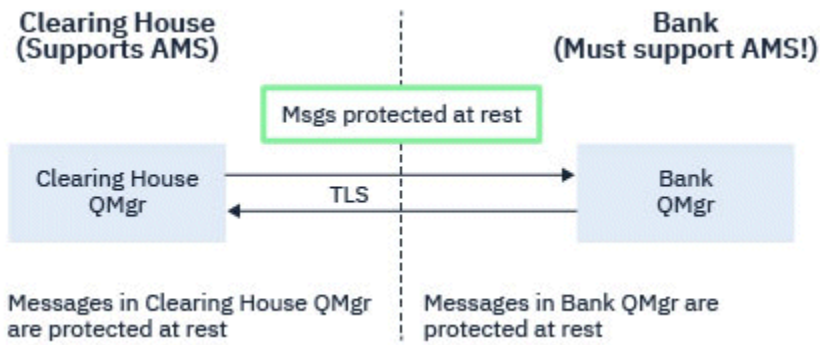 Clearing House
(Supports AMS)
Bank
(Must support AMS!)
Msgs protected at rest
Clearing House
QMgr
TLS
Bank
QMgr
Messages in Clearing House QMgr
are protected at rest
Messages in Bank QMgr are
protected at rest